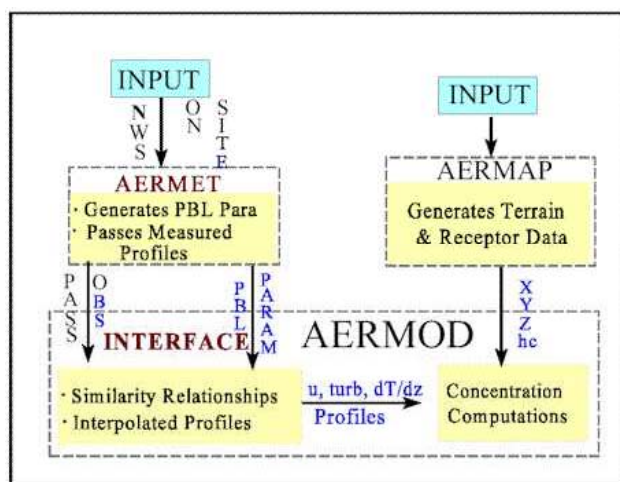 INPUT
NWS
ON
SITE
AERMET
· Generates PBL Para
· Passes Measured
Profiles
PASS
OBS
PBL
PARAM
INPUT
AERMAP
Generates Terrain
& Receptor Data
XYZ
hc
INTERFACE
AERMOD
· Similarity Relationships
· Interpolated Profiles
u, turb, dT/dz
Profiles
Concentration
Computations